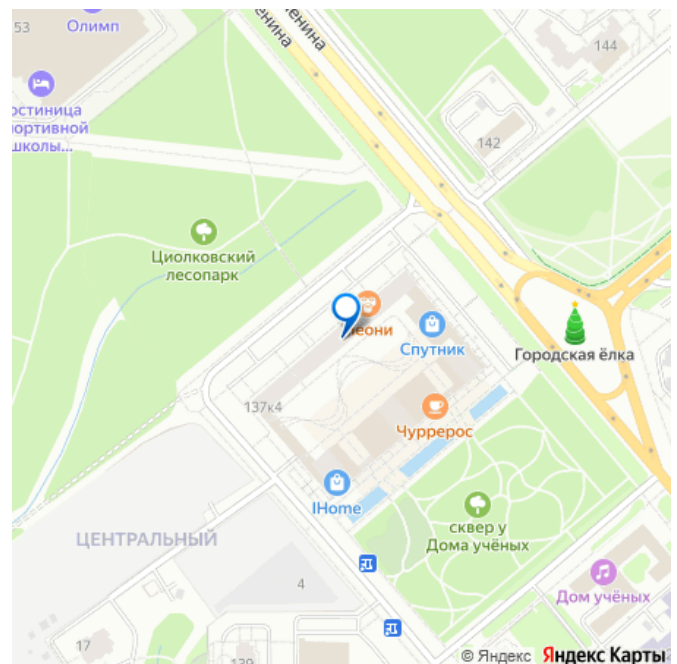 53
Олимп
ЕНИНА
ЕНИНА
144
остиница
портивной
школы...
142
Циолковский
лесопарк
еони
Спутник
Городская ёлка
137к4
Чуррерос
IHome
сквер у
Дома учёных
ЦЕНТРАЛЬНЫЙ
4
Дом учёных
17
139
© Яндекс Яндекс Карты